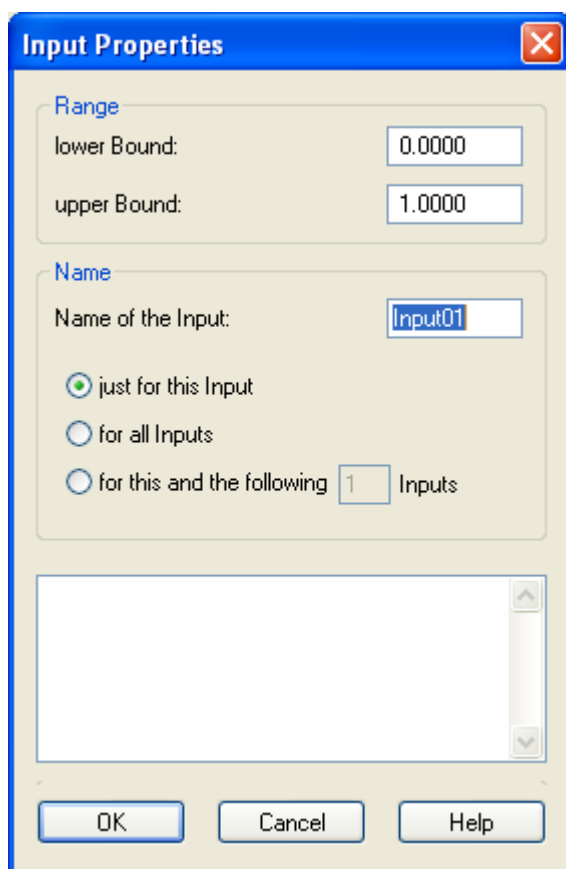 Input Properties
Range
lower Bound: 0.0000
upper Bound: 1.0000
Name
Name of the Input: Input01
just for this Input
for all Inputs
for this and the following 1 Inputs
OK Cancel Help